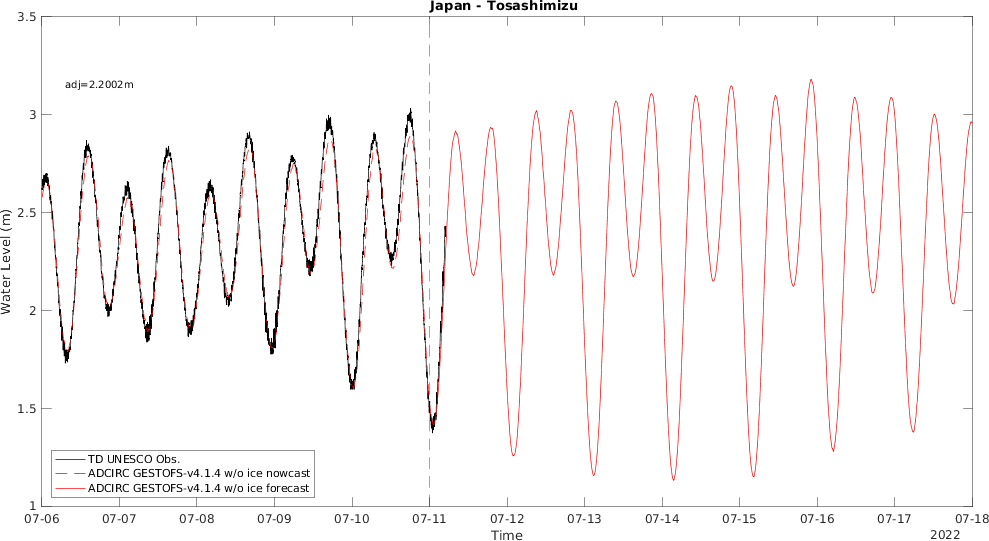 Japan - Tosashimizu
3.5
adj=2.2002m
3
2.5
Water Level (m)
2
1.5
TD UNESCO Obs.
ADCIRC GESTOFS-v4.1.4 w/o ice nowcast
ADCIRC GESTOFS-v4.1.4 w/o ice forecast
1
07-06 07-07 07-08 07-09 07-10 07-11 07-12 07-13 07-14 07-15 07-16 07-17 07-18
Time
2022